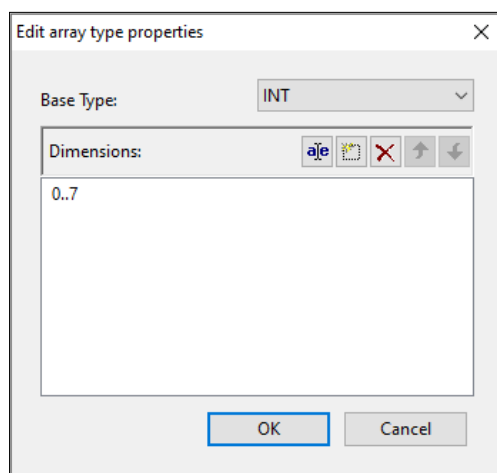 Edit array type properties
Base Type:
INT
Dimensions:
a|e
0..7
OK
Cancel